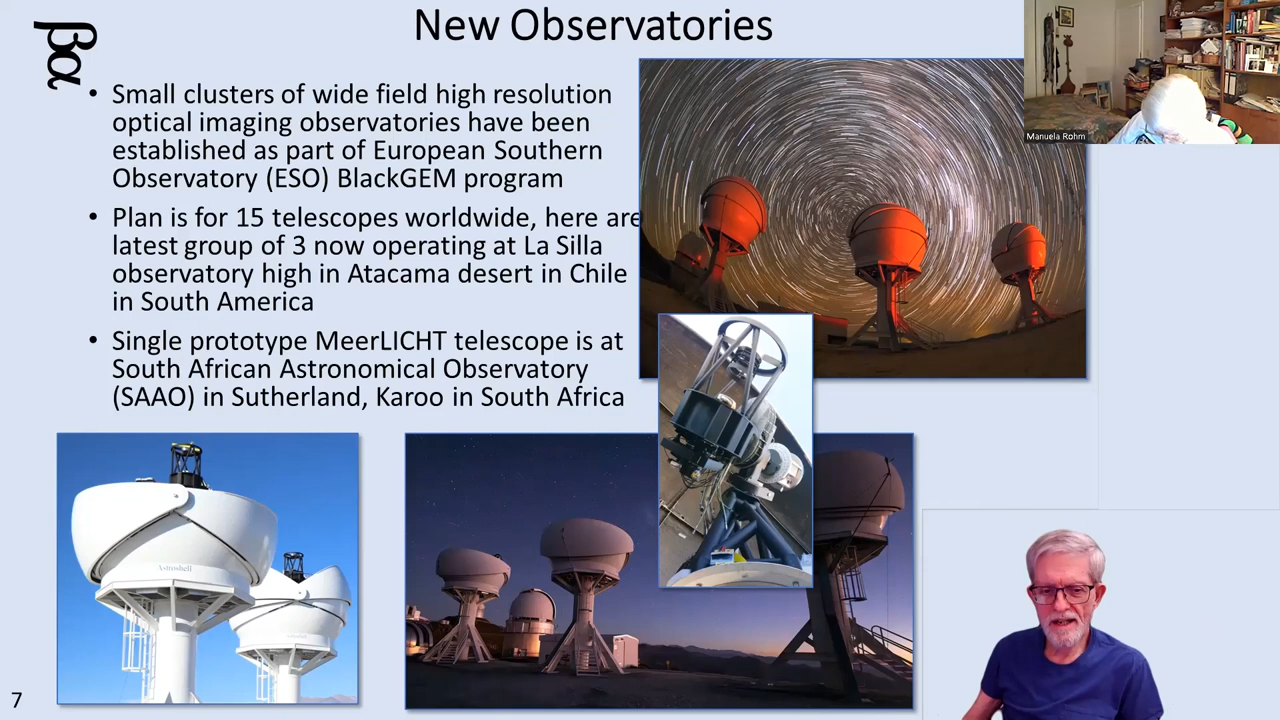 New Observatories
βα
• Small clusters of wide field high resolution
optical imaging observatories have been
established as part of European Southern
Observatory (ESO) BlackGEM program
• Plan is for 15 telescopes worldwide, here are
latest group of 3 now operating at La Silla
observatory high in Atacama desert in Chile
in South America
• Single prototype MeerLICHT telescope is at
South African Astronomical Observatory
(SAAO) in Sutherland, Karoo in South Africa
Manuela Rohm
Astroshell
7